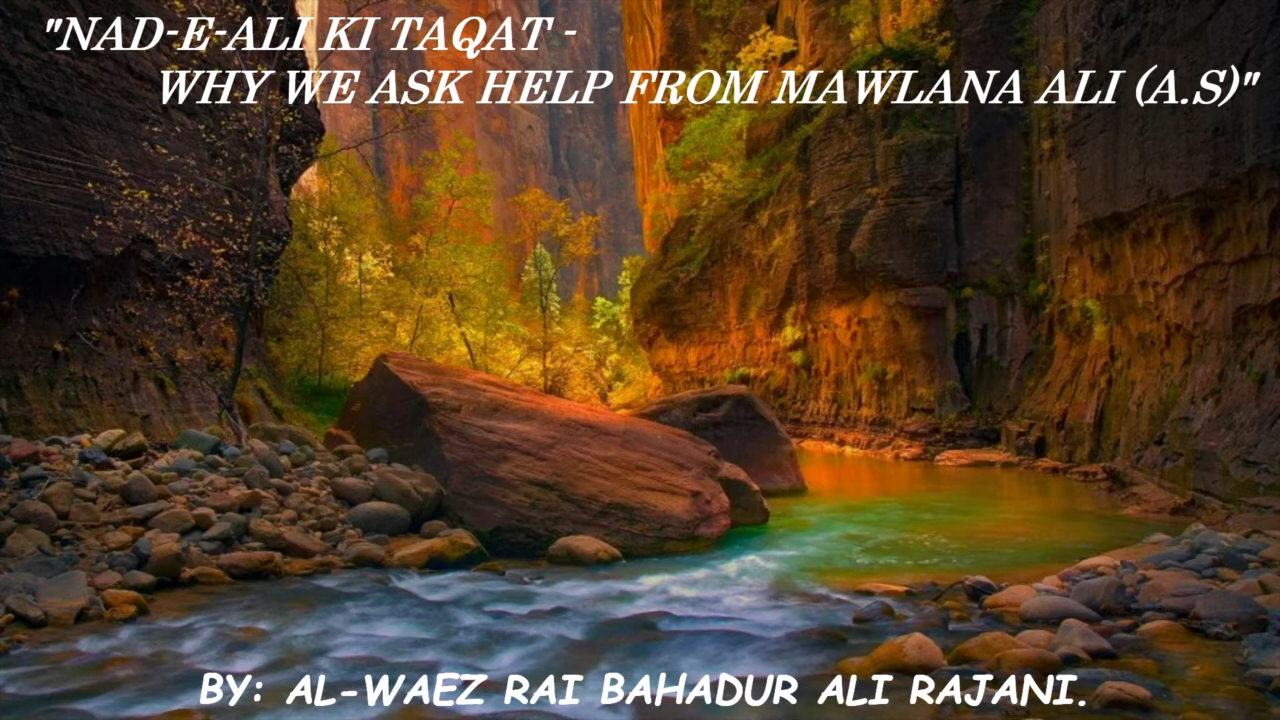 "NAD-E-ALI KI TAQAT -
WHY WE ASK HELP FROM MAWLANA ALI (A.S)"
BY: AL-WAEZ RAI BAHADUR ALI RAJANI.